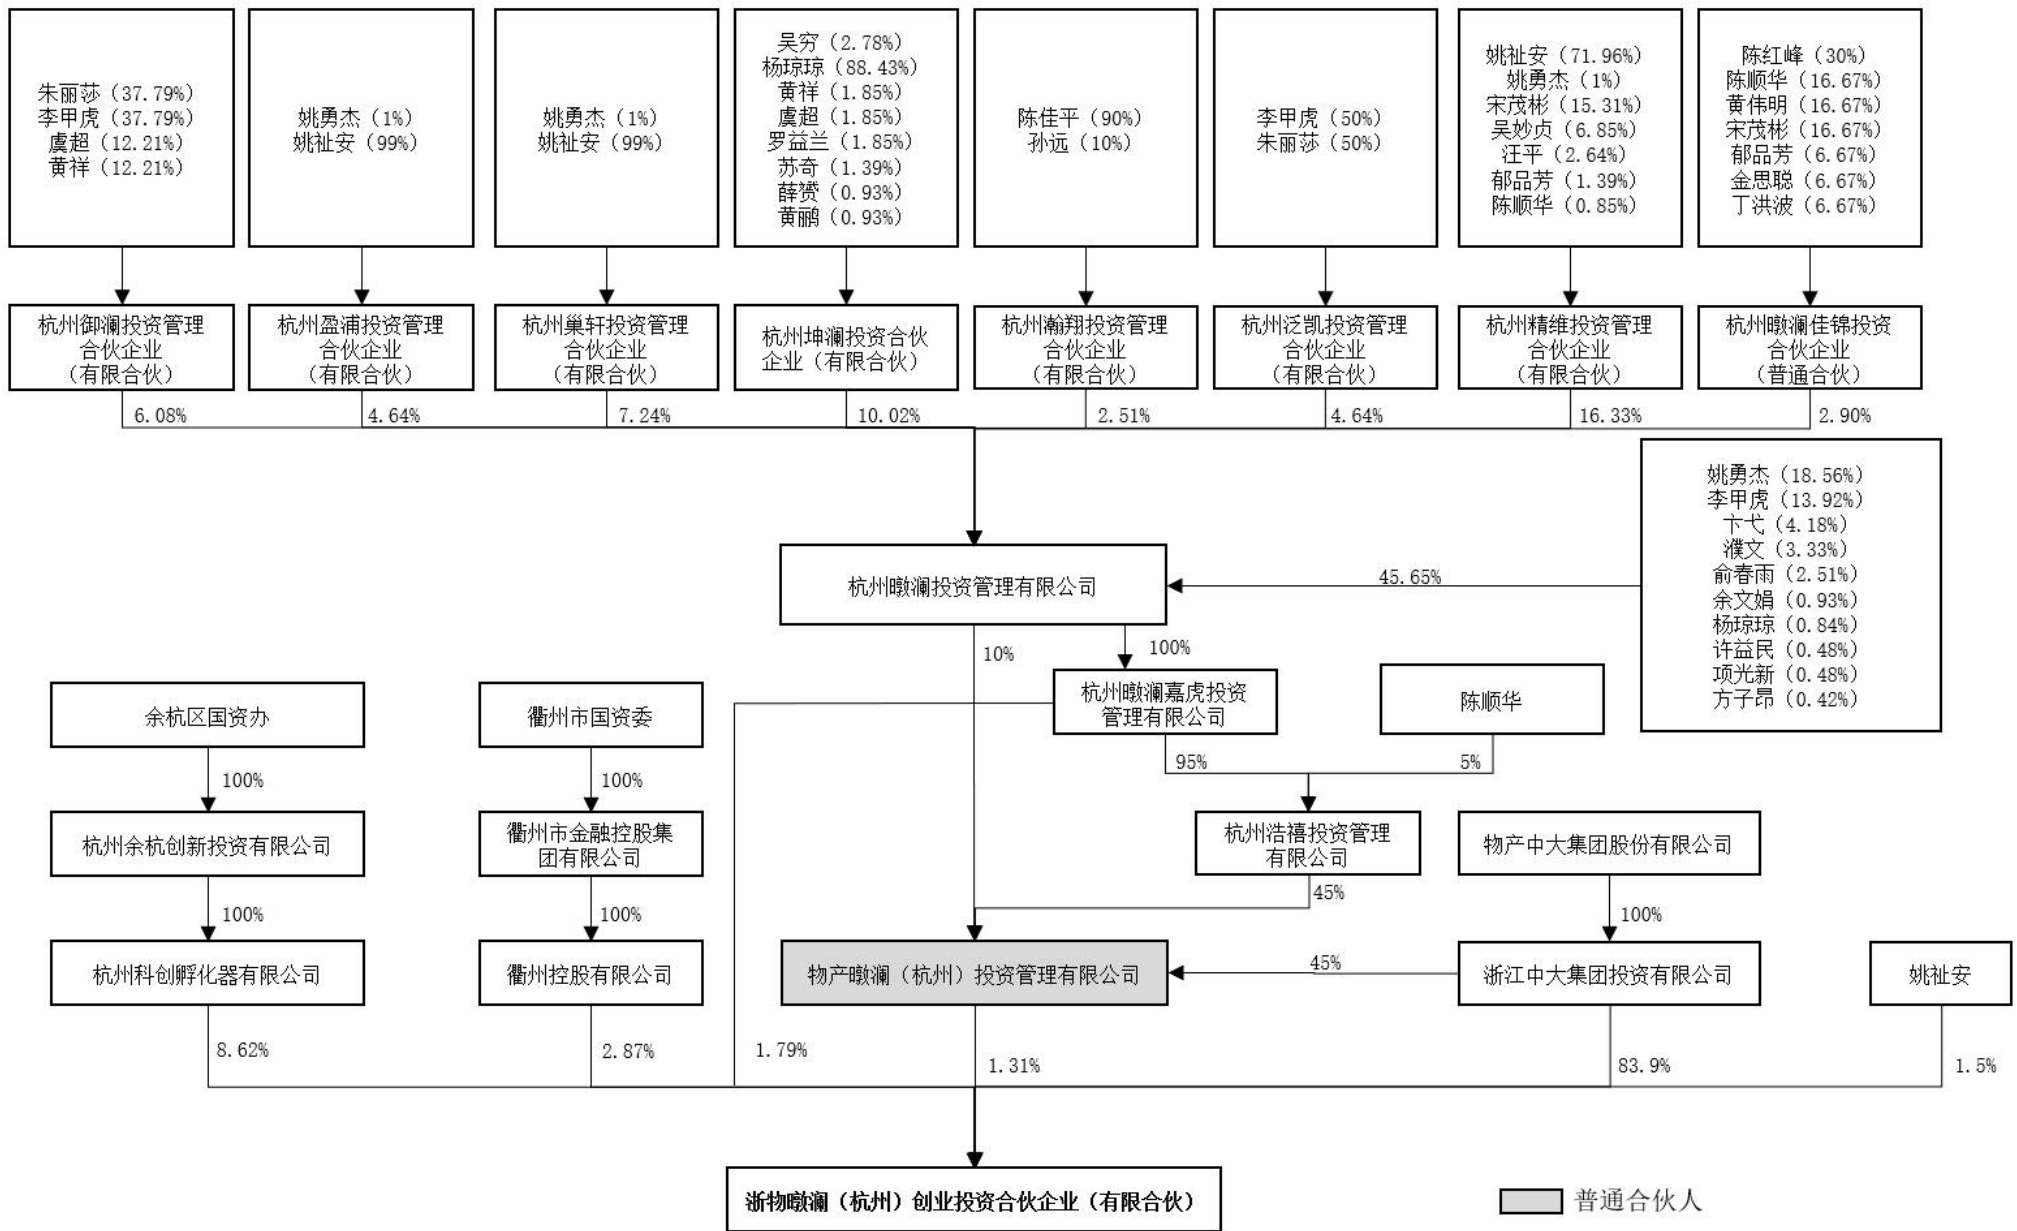 朱丽莎（37.79%）
李甲虎（37.79%）
虞超（12.21%）
黄祥（12.21%）
姚勇杰（1%）
姚祉安（99%）
姚勇杰（1%）
姚祉安（99%）
吴穷（2.78%）
杨琼琼（88.43%）
黄祥（1.85%）
虞超（1.85%）
罗益兰（1.85%）
苏奇（1.39%）
薛赟（0.93%）
黄鹂（0.93%）
陈佳平（90%）
孙远（10%）
李甲虎（50%）
朱丽莎（50%）
姚祉安（71.96%）
姚勇杰（1%）
宋茂彬（15.31%）
吴妙贞（6.85%）
汪平（2.64%）
郁品芳（1.39%）
陈顺华（0.85%）
陈红峰（30%）
陈顺华（16.67%）
黄伟明（16.67%）
宋茂彬（16.67%）
郁品芳（6.67%）
金思聪（6.67%）
丁洪波（6.67%）
杭州御澜投资管理
合伙企业
（有限合伙）
杭州盈浦投资管理
合伙企业
（有限合伙）
杭州巢轩投资管理
合伙企业
（有限合伙）
杭州坤澜投资合伙
企业（有限合伙）
杭州瀚翔投资管理
合伙企业
（有限合伙）
杭州泛凯投资管理
合伙企业
（有限合伙）
杭州精维投资管理
合伙企业
（有限合伙）
杭州暾澜佳锦投资
合伙企业
（普通合伙）
6.08%
4.64%
7.24%
10.02%
2.51%
4.64%
16.33%
2.90%
姚勇杰（18.56%）
李甲虎（13.92%）
卞弋（4.18%）
濮文（3.33%）
俞春雨（2.51%）
余文娟（0.93%）
杨琼琼（0.84%）
许益民（0.48%）
项光新（0.48%）
方子昂（0.42%）
杭州暾澜投资管理有限公司
45.65%
10%
100%
余杭区国资办
衢州市国资委
杭州暾澜嘉虎投资
管理有限公司
陈顺华
100%
100%
95%
5%
杭州余杭创新投资有限公司
衢州市金融控股集
团有限公司
杭州浩禧投资管理
有限公司
物产中大集团股份有限公司
100%
100%
45%
100%
杭州科创孵化器有限公司
衢州控股有限公司
物产暾澜（杭州）投资管理有限公司
45%
浙江中大集团投资有限公司
姚祉安
8.62%
2.87%
1.79%
1.31%
83.9%
1.5%
浙物暾澜（杭州）创业投资合伙企业（有限合伙）
普通合伙人